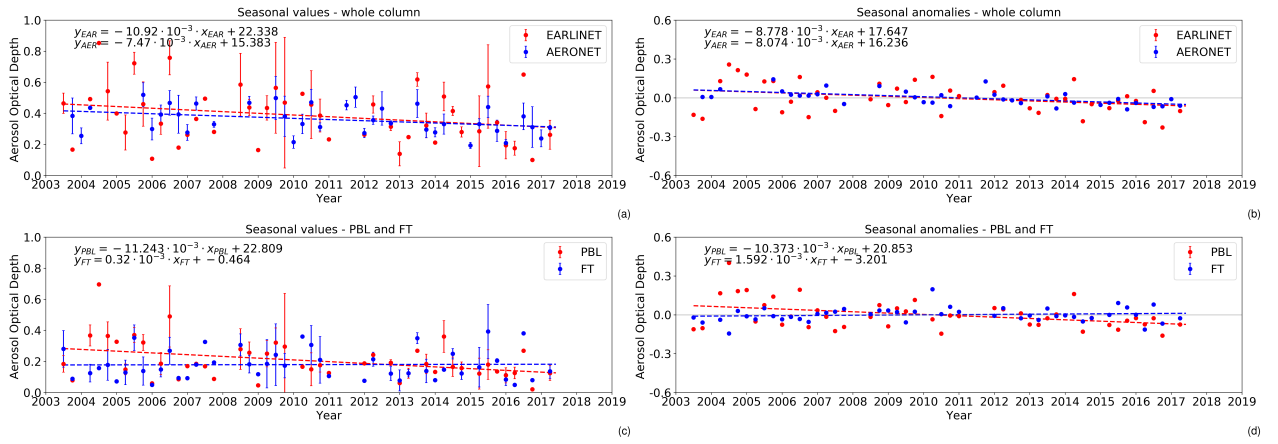 Seasonal values - whole column
y_EAR = −10.92 · 10⁻³ · x_EAR + 22.338
y_AER = −7.47 · 10⁻³ · x_AER + 15.383
EARLINET
AERONET
Aerosol Optical Depth
1.0
0.8
0.6
0.4
0.2
0.0
2003 2004 2005 2006 2007 2008 2009 2010 2011 2012 2013 2014 2015 2016 2017 2018 2019
Year
(a)
Seasonal anomalies - whole column
y_EAR = −8.778 · 10⁻³ · x_EAR + 17.647
y_AER = −8.074 · 10⁻³ · x_AER + 16.236
EARLINET
AERONET
Aerosol Optical Depth
0.6
0.3
0.0
−0.3
−0.6
2003 2004 2005 2006 2007 2008 2009 2010 2011 2012 2013 2014 2015 2016 2017 2018 2019
Year
(b)
Seasonal values - PBL and FT
y_PBL = −11.243 · 10⁻³ · x_PBL + 22.809
y_FT = 0.32 · 10⁻³ · x_FT + −0.464
PBL
FT
Aerosol Optical Depth
1.0
0.8
0.6
0.4
0.2
0.0
2003 2004 2005 2006 2007 2008 2009 2010 2011 2012 2013 2014 2015 2016 2017 2018 2019
Year
(c)
Seasonal anomalies - PBL and FT
y_PBL = −10.373 · 10⁻³ · x_PBL + 20.853
y_FT = 1.592 · 10⁻³ · x_FT + −3.201
PBL
FT
Aerosol Optical Depth
0.6
0.3
0.0
−0.3
−0.6
2003 2004 2005 2006 2007 2008 2009 2010 2011 2012 2013 2014 2015 2016 2017 2018 2019
Year
(d)